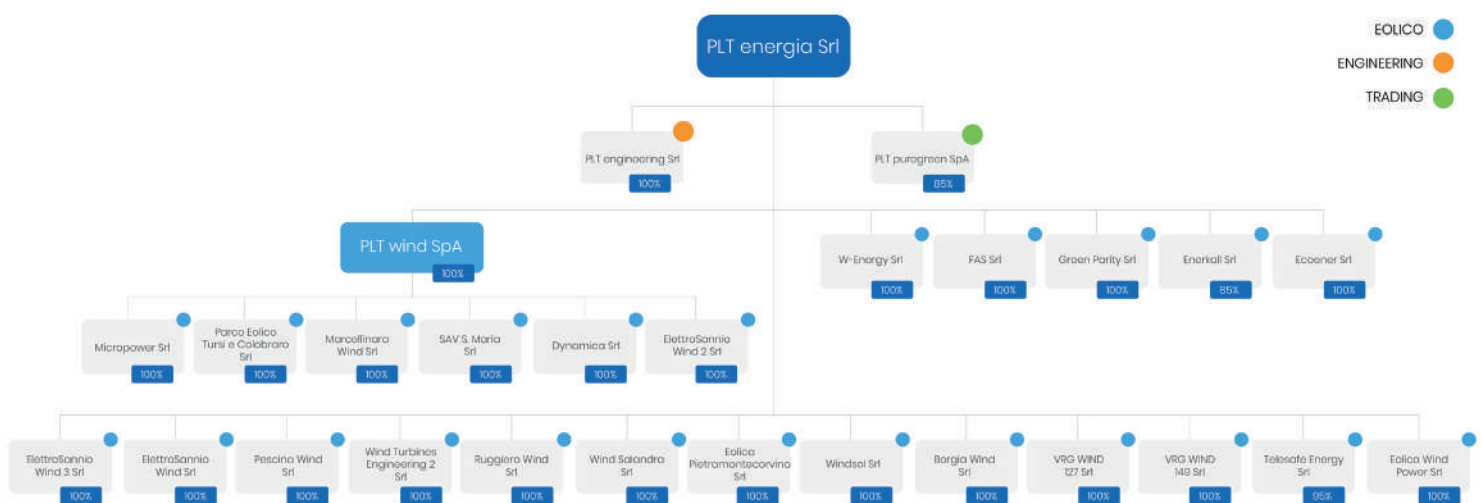 PLT energia Srl
EOLICO
ENGINEERING
TRADING
PLT engineering Srl
100%
PLT puregreen SpA
85%
PLT wind SpA
100%
W-Energy Srl
100%
FAS Srl
100%
Green Parity Srl
100%
Enerkall Srl
85%
Ecoener Srl
100%
Micropower Srl
100%
Parco Eolico
Tursi e Colobraro
Srl
100%
Marcellinara
Wind Srl
100%
SAV S. Maria
Srl
100%
Dynamica Srl
100%
ElettroSannio
Wind 2 Srl
100%
ElettroSannio
Wind 3 Srl
100%
ElettroSannio
Wind Srl
100%
Pescina Wind
Srl
100%
Wind Turbines
Engineering 2
Srl
100%
Ruggiero Wind
Srl
100%
Wind Salandra
Srl
100%
Eolica
Pietramontecorvino
Srl
100%
Windsol Srl
100%
Borgia Wind
Srl
100%
VRG WIND
127 Srl
100%
VRG WIND
149 Srl
100%
Telesafe Energy
Srl
95%
Eolica Wind
Power Srl
100%